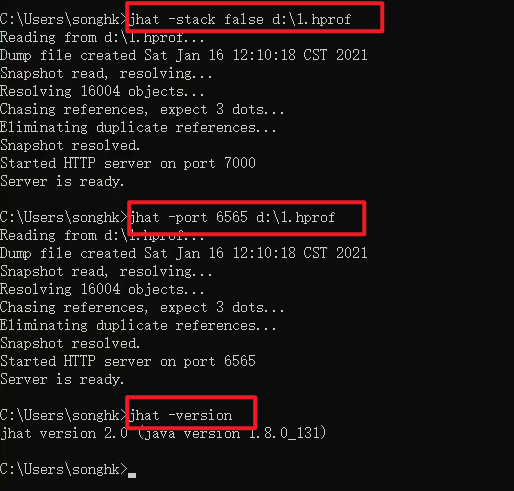 C:\Users\songhk>jhat -stack false d:\1.hprof
Reading from d:\1.hprof...
Dump file created Sat Jan 16 12:10:18 CST 2021
Snapshot read, resolving...
Resolving 16004 objects...
Chasing references, expect 3 dots...
Eliminating duplicate references...
Snapshot resolved.
Started HTTP server on port 7000
Server is ready.
C:\Users\songhk>jhat -port 6565 d:\1.hprof
Reading from d:\1.hprof...
Dump file created Sat Jan 16 12:10:18 CST 2021
Snapshot read, resolving...
Resolving 16004 objects...
Chasing references, expect 3 dots...
Eliminating duplicate references...
Snapshot resolved.
Started HTTP server on port 6565
Server is ready.
C:\Users\songhk>jhat -version
jhat version 2.0 (java version 1.8.0_131)
C:\Users\songhk>